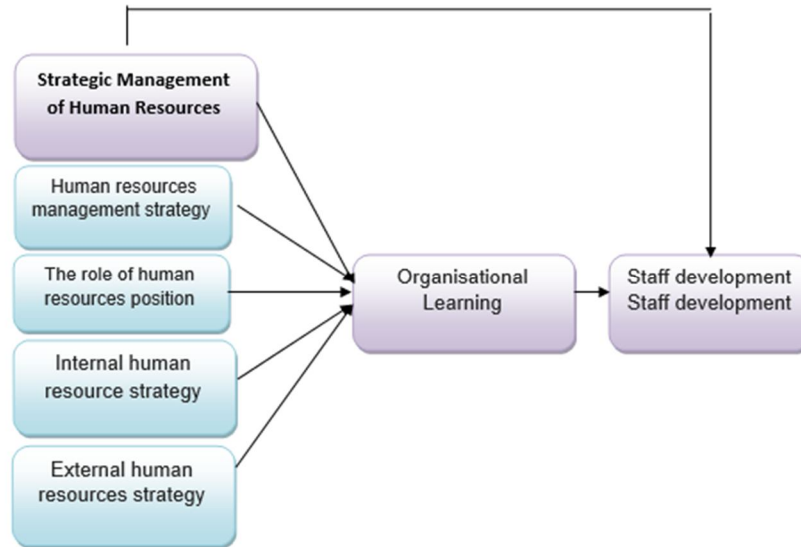 Strategic Management
of Human Resources
Human resources
management strategy
The role of human
resources position
Internal human
resource strategy
External human
resources strategy
Organisational
Learning
Staff development
Staff development